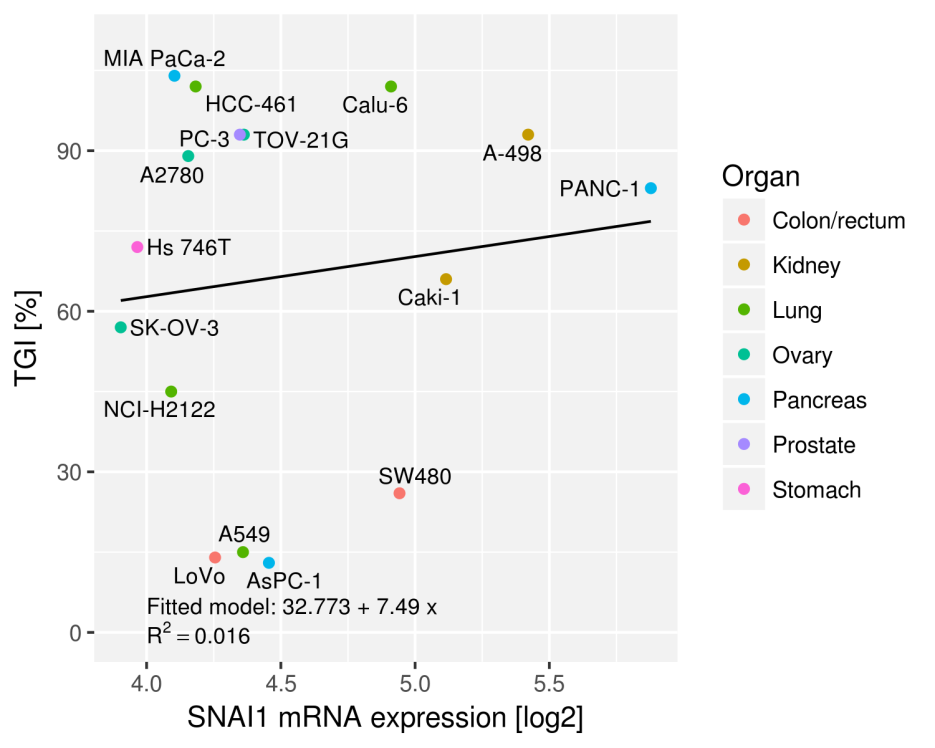 MIA PaCa-2
HCC-461
Calu-6
PC-3
TOV-21G
A-498
A2780
PANC-1
Hs 746T
Caki-1
SK-OV-3
NCI-H2122
SW480
A549
LoVo
AsPC-1
Fitted model: 32.773 + 7.49 x
R² = 0.016
90
60
30
0
TGI [%]
4.0 4.5 5.0 5.5
SNAI1 mRNA expression [log2]
Organ
Colon/rectum
Kidney
Lung
Ovary
Pancreas
Prostate
Stomach